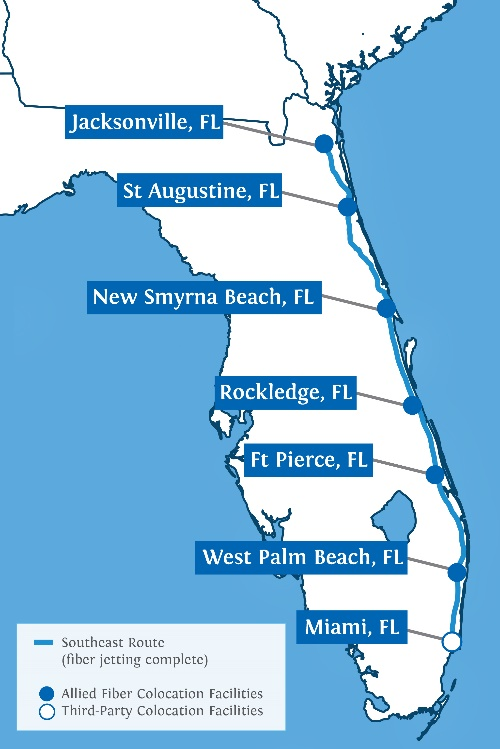 Jacksonville, FL
St Augustine, FL
New Smyrna Beach, FL
Rockledge, FL
Ft Pierce, FL
West Palm Beach, FL
Miami, FL
Southeast Route
(fiber jetting complete)
Allied Fiber Colocation Facilities
Third-Party Colocation Facilities